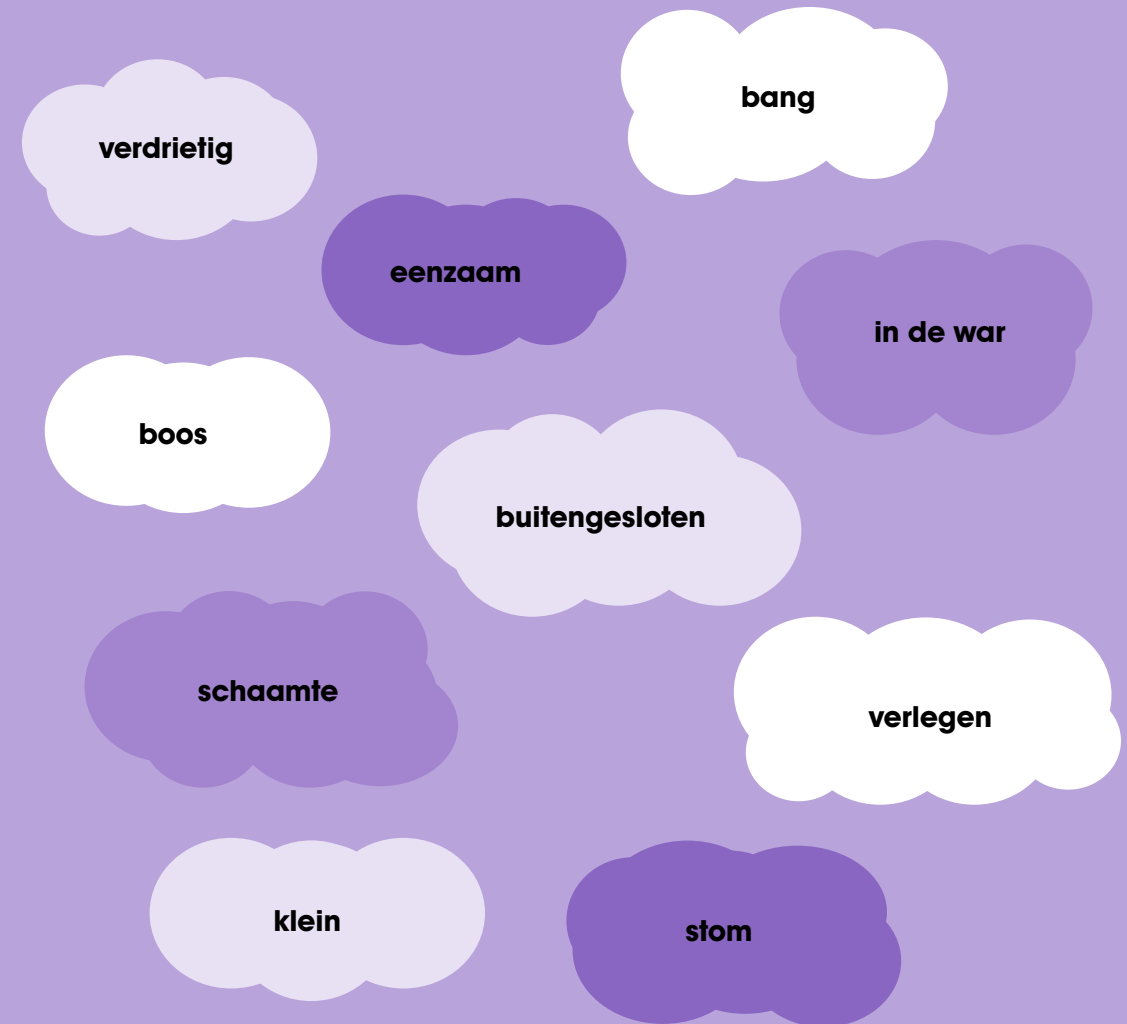 bang
verdrietig
eenzaam
in de war
boos
buitengesloten
schaamte
verlegen
klein
stom